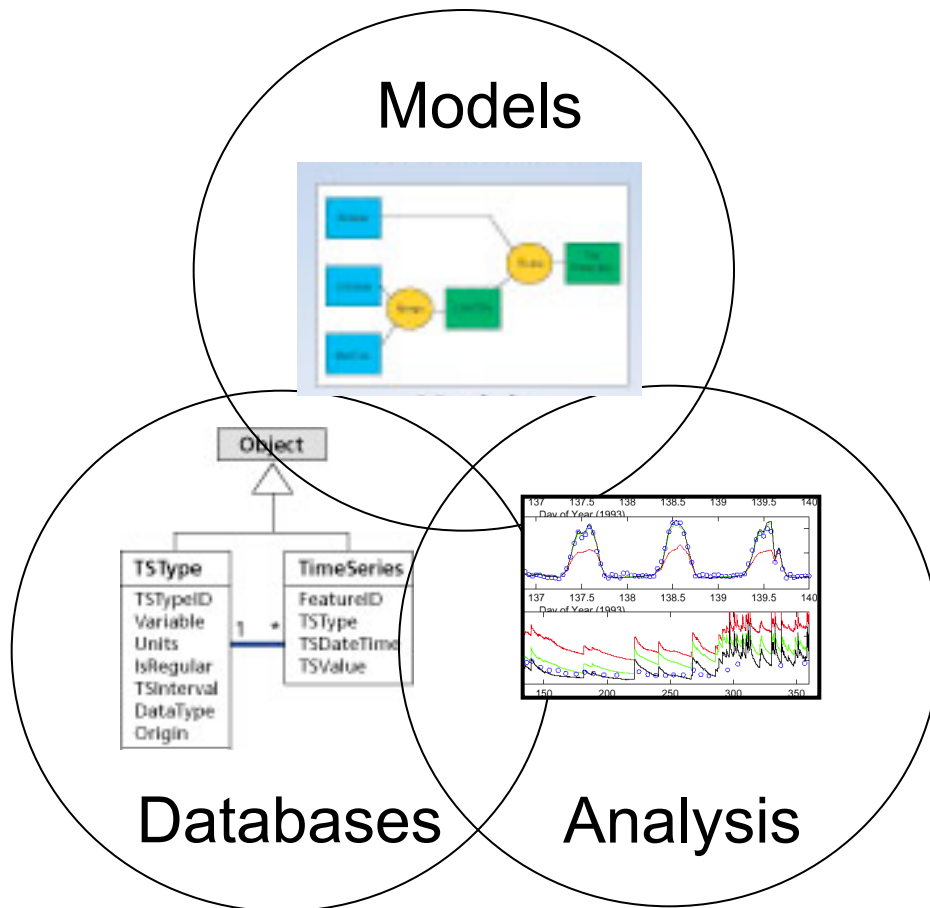 Models
Object
TSType
TSTypeID
Variable
Units
IsRegular
TSInterval
DataType
Origin
1 *
TimeSeries
FeatureID
TSType
TSDateTime
TSValue
137 137.5 138 138.5 139 139.5 140
Day of Year (1993)
137 137.5 138 138.5 139 139.5 140
Day of Year (1993)
150 200 250 300 350
Databases
Analysis